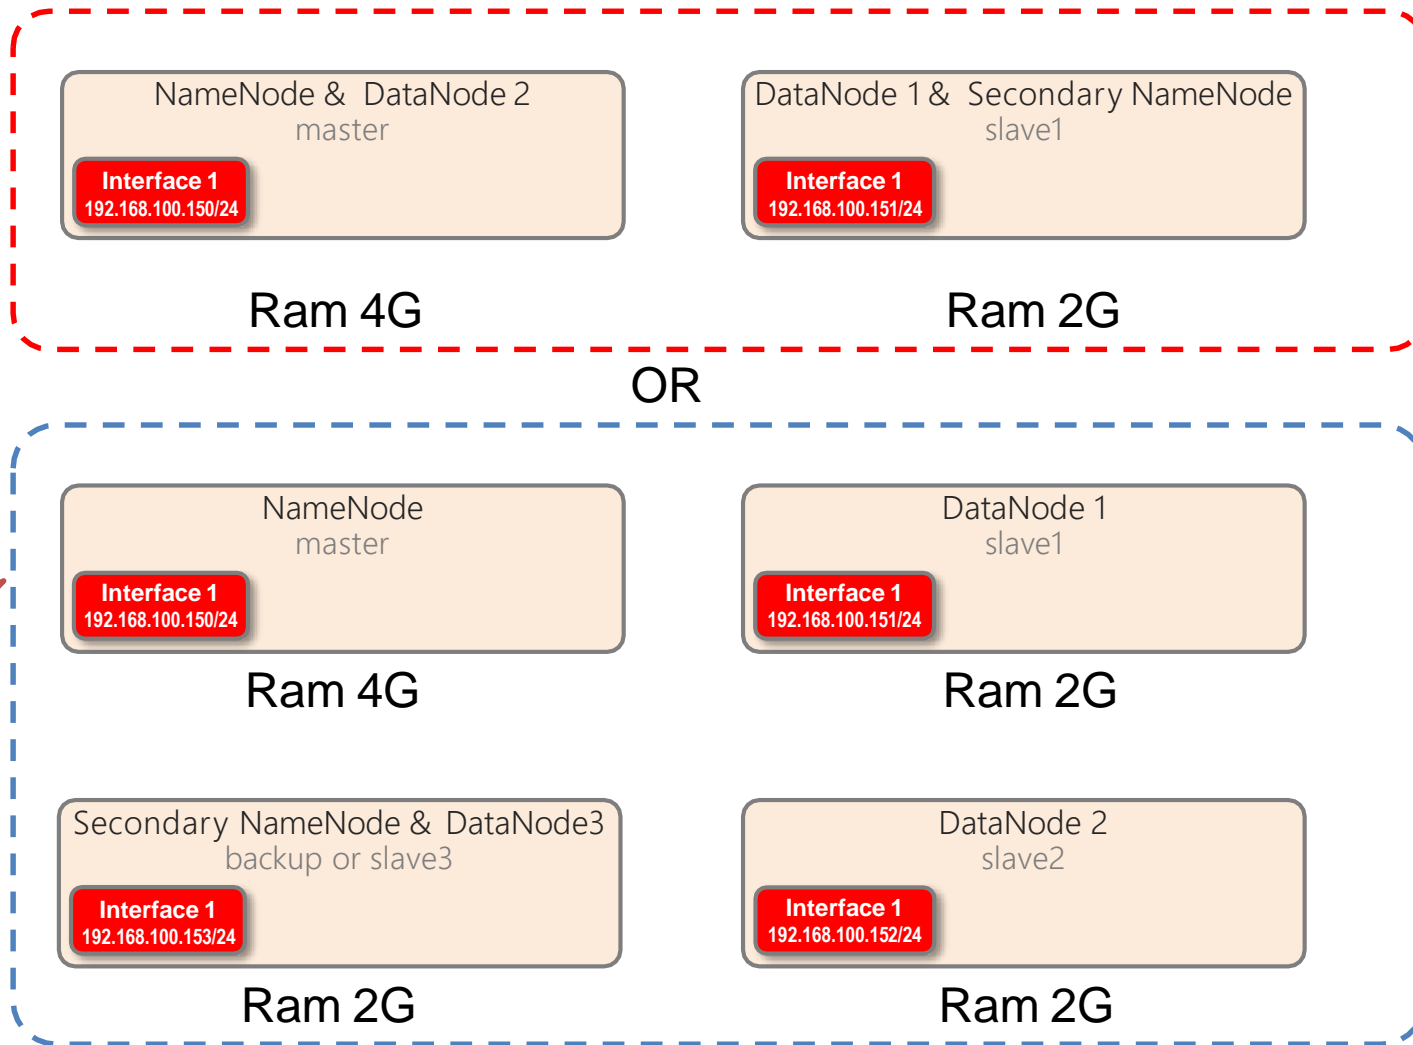 NameNode & DataNode 2
master
Interface 1
192.168.100.150/24
Ram 4G
DataNode 1 & Secondary NameNode
slave1
Interface 1
192.168.100.151/24
Ram 2G
OR
NameNode
master
Interface 1
192.168.100.150/24
Ram 4G
DataNode 1
slave1
Interface 1
192.168.100.151/24
Ram 2G
Secondary NameNode & DataNode3
backup or slave3
Interface 1
192.168.100.153/24
Ram 2G
DataNode 2
slave2
Interface 1
192.168.100.152/24
Ram 2G